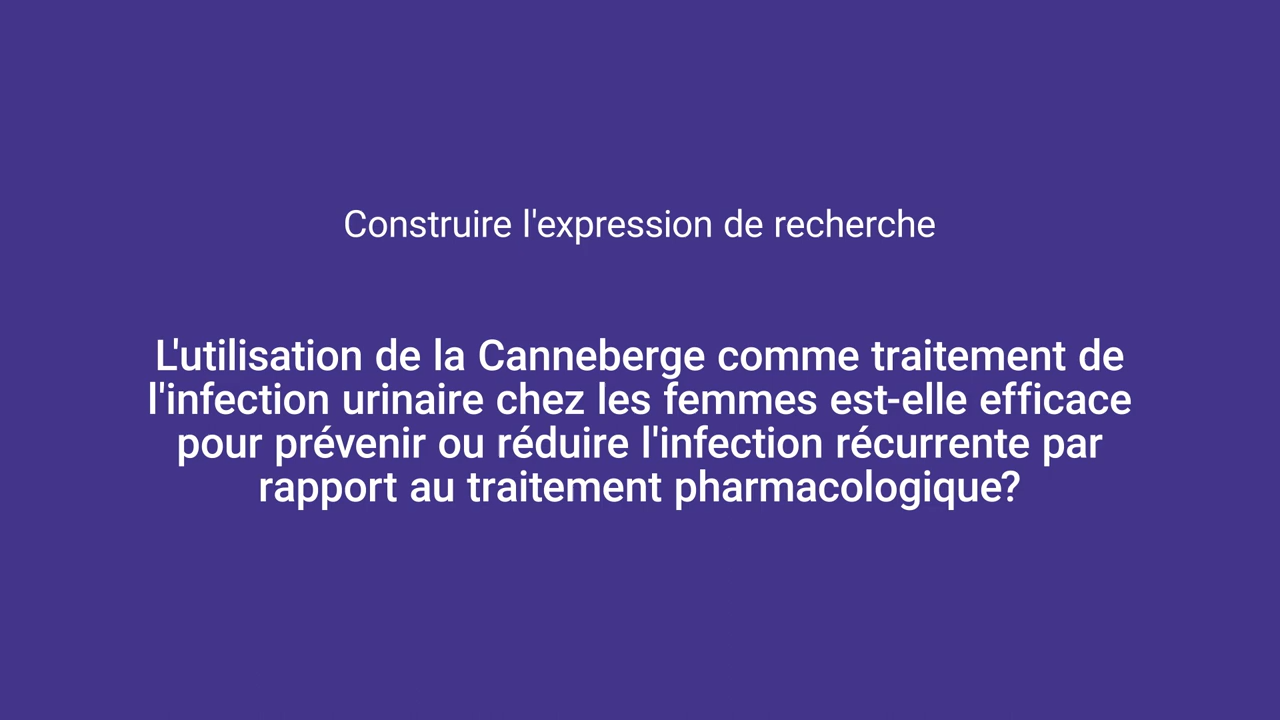 Construire l'expression de recherche
L'utilisation de la Canneberge comme traitement de
l'infection urinaire chez les femmes est-elle efficace
pour prévenir ou réduire l'infection récurrente par
rapport au traitement pharmacologique?